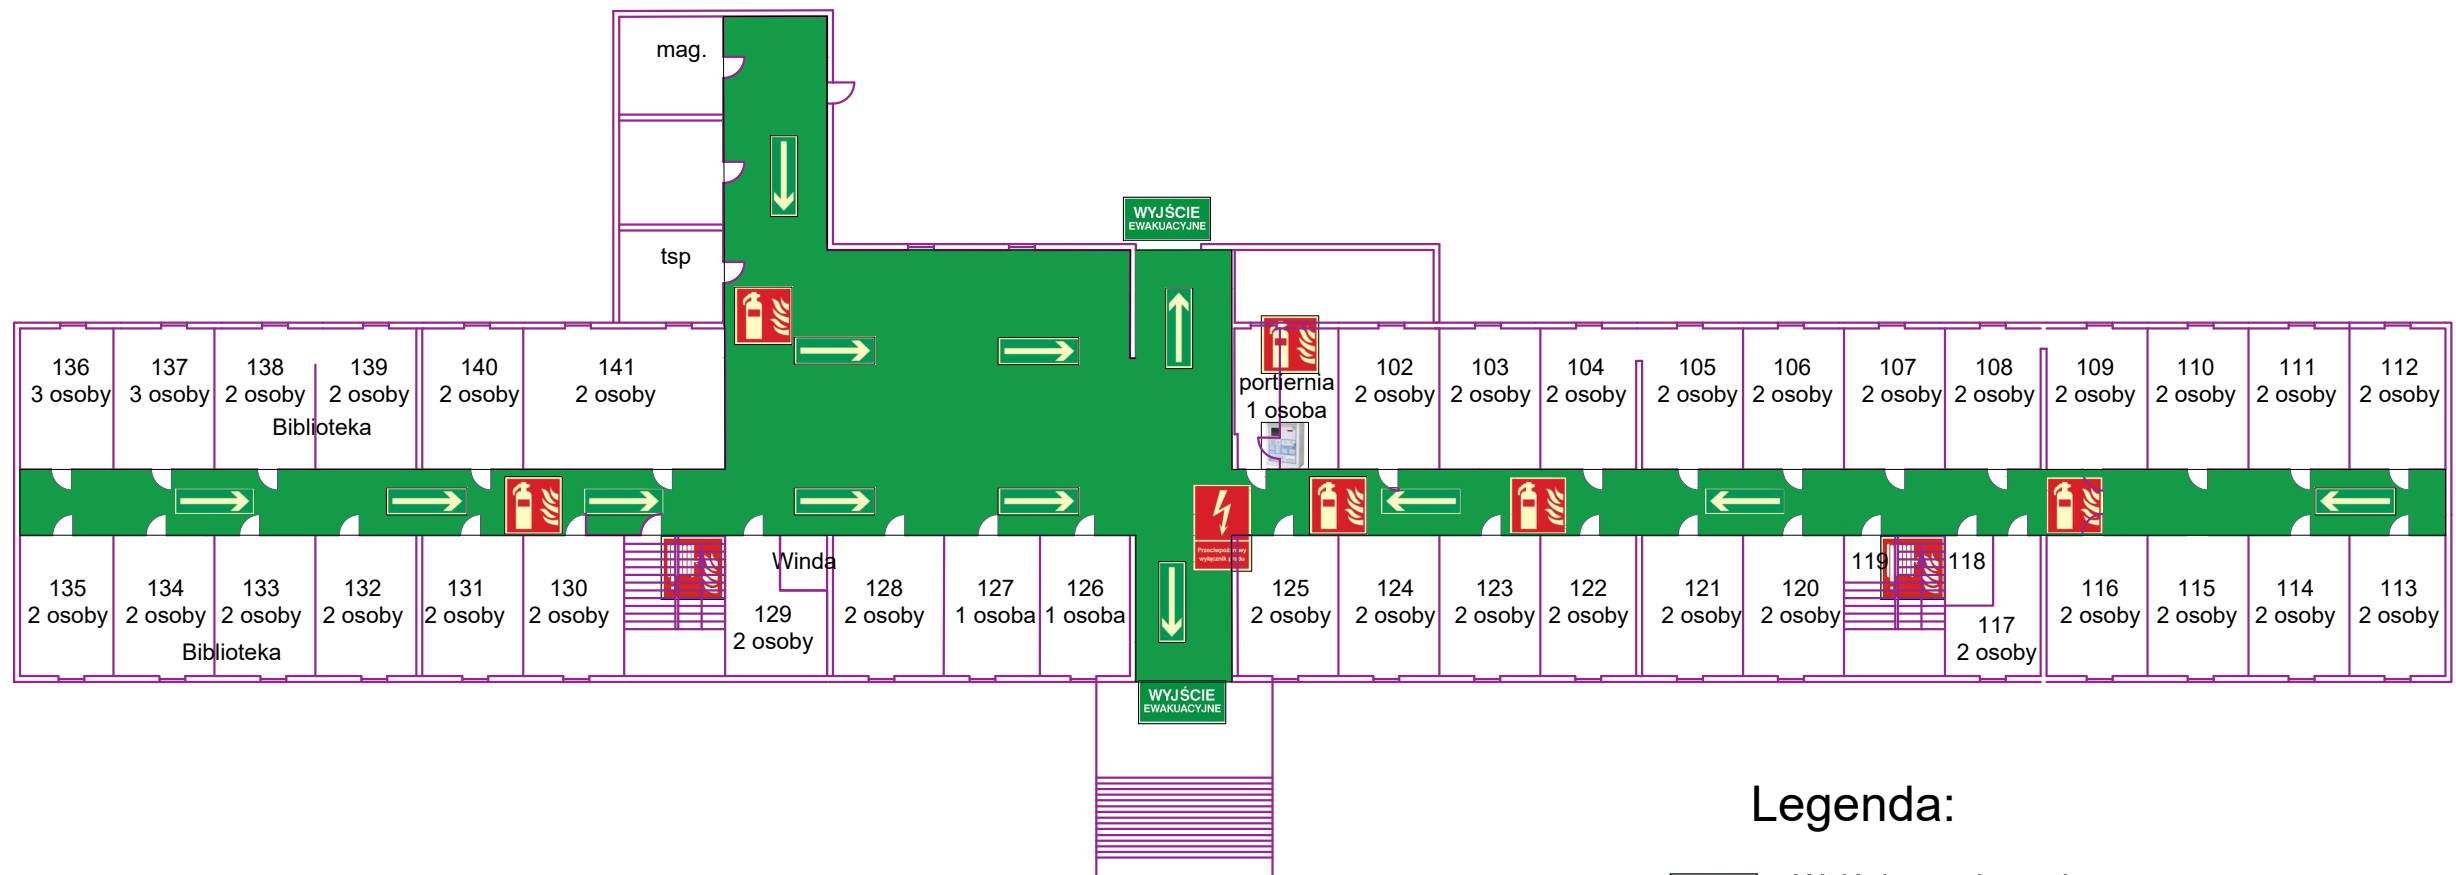 mag.
WYJŚCIE
EWAKUACYJNE
tsp
136
3 osoby
137
3 osoby
138
2 osoby
139
2 osoby
Biblioteka
140
2 osoby
141
2 osoby
portiernia
1 osoba
102
2 osoby
103
2 osoby
104
2 osoby
105
2 osoby
106
2 osoby
107
2 osoby
108
2 osoby
109
2 osoby
110
2 osoby
111
2 osoby
112
2 osoby
Przeciwpożarowy
wyłącznik prądu
135
2 osoby
134
2 osoby
133
2 osoby
Biblioteka
132
2 osoby
131
2 osoby
130
2 osoby
Winda
129
2 osoby
128
2 osoby
127
1 osoba
126
1 osoba
125
2 osoby
124
2 osoby
123
2 osoby
122
2 osoby
121
2 osoby
120
2 osoby
119
118
117
2 osoby
116
2 osoby
115
2 osoby
114
2 osoby
113
2 osoby
WYJŚCIE
EWAKUACYJNE
Legenda: